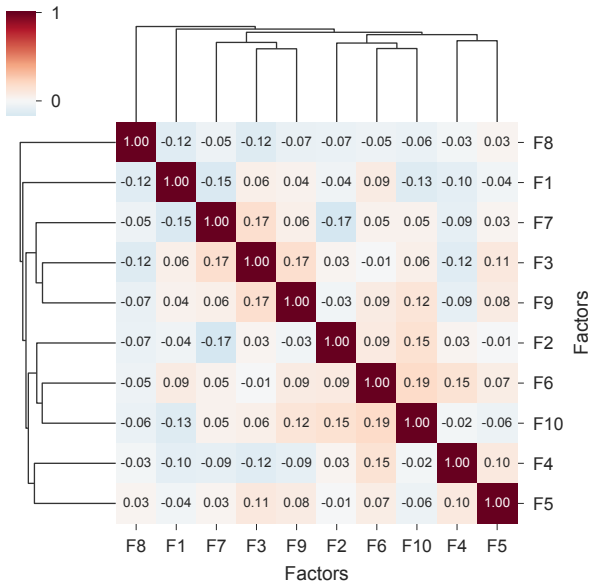 1
0
1.00 -0.12 -0.05 -0.12 -0.07 -0.07 -0.05 -0.06 -0.03 0.03 F8
-0.12 1.00 -0.15 0.06 0.04 -0.04 0.09 -0.13 -0.10 -0.04 F1
-0.05 -0.15 1.00 0.17 0.06 -0.17 0.05 0.05 -0.09 0.03 F7
-0.12 0.06 0.17 1.00 0.17 0.03 -0.01 0.06 -0.12 0.11 F3
-0.07 0.04 0.06 0.17 1.00 -0.03 0.09 0.12 -0.09 0.08 F9
-0.07 -0.04 -0.17 0.03 -0.03 1.00 0.09 0.15 0.03 -0.01 F2
-0.05 0.09 0.05 -0.01 0.09 0.09 1.00 0.19 0.15 0.07 F6
-0.06 -0.13 0.05 0.06 0.12 0.15 0.19 1.00 -0.02 -0.06 F10
-0.03 -0.10 -0.09 -0.12 -0.09 0.03 0.15 -0.02 1.00 0.10 F4
0.03 -0.04 0.03 0.11 0.08 -0.01 0.07 -0.06 0.10 1.00 F5
Factors
F8 F1 F7 F3 F9 F2 F6 F10 F4 F5
Factors